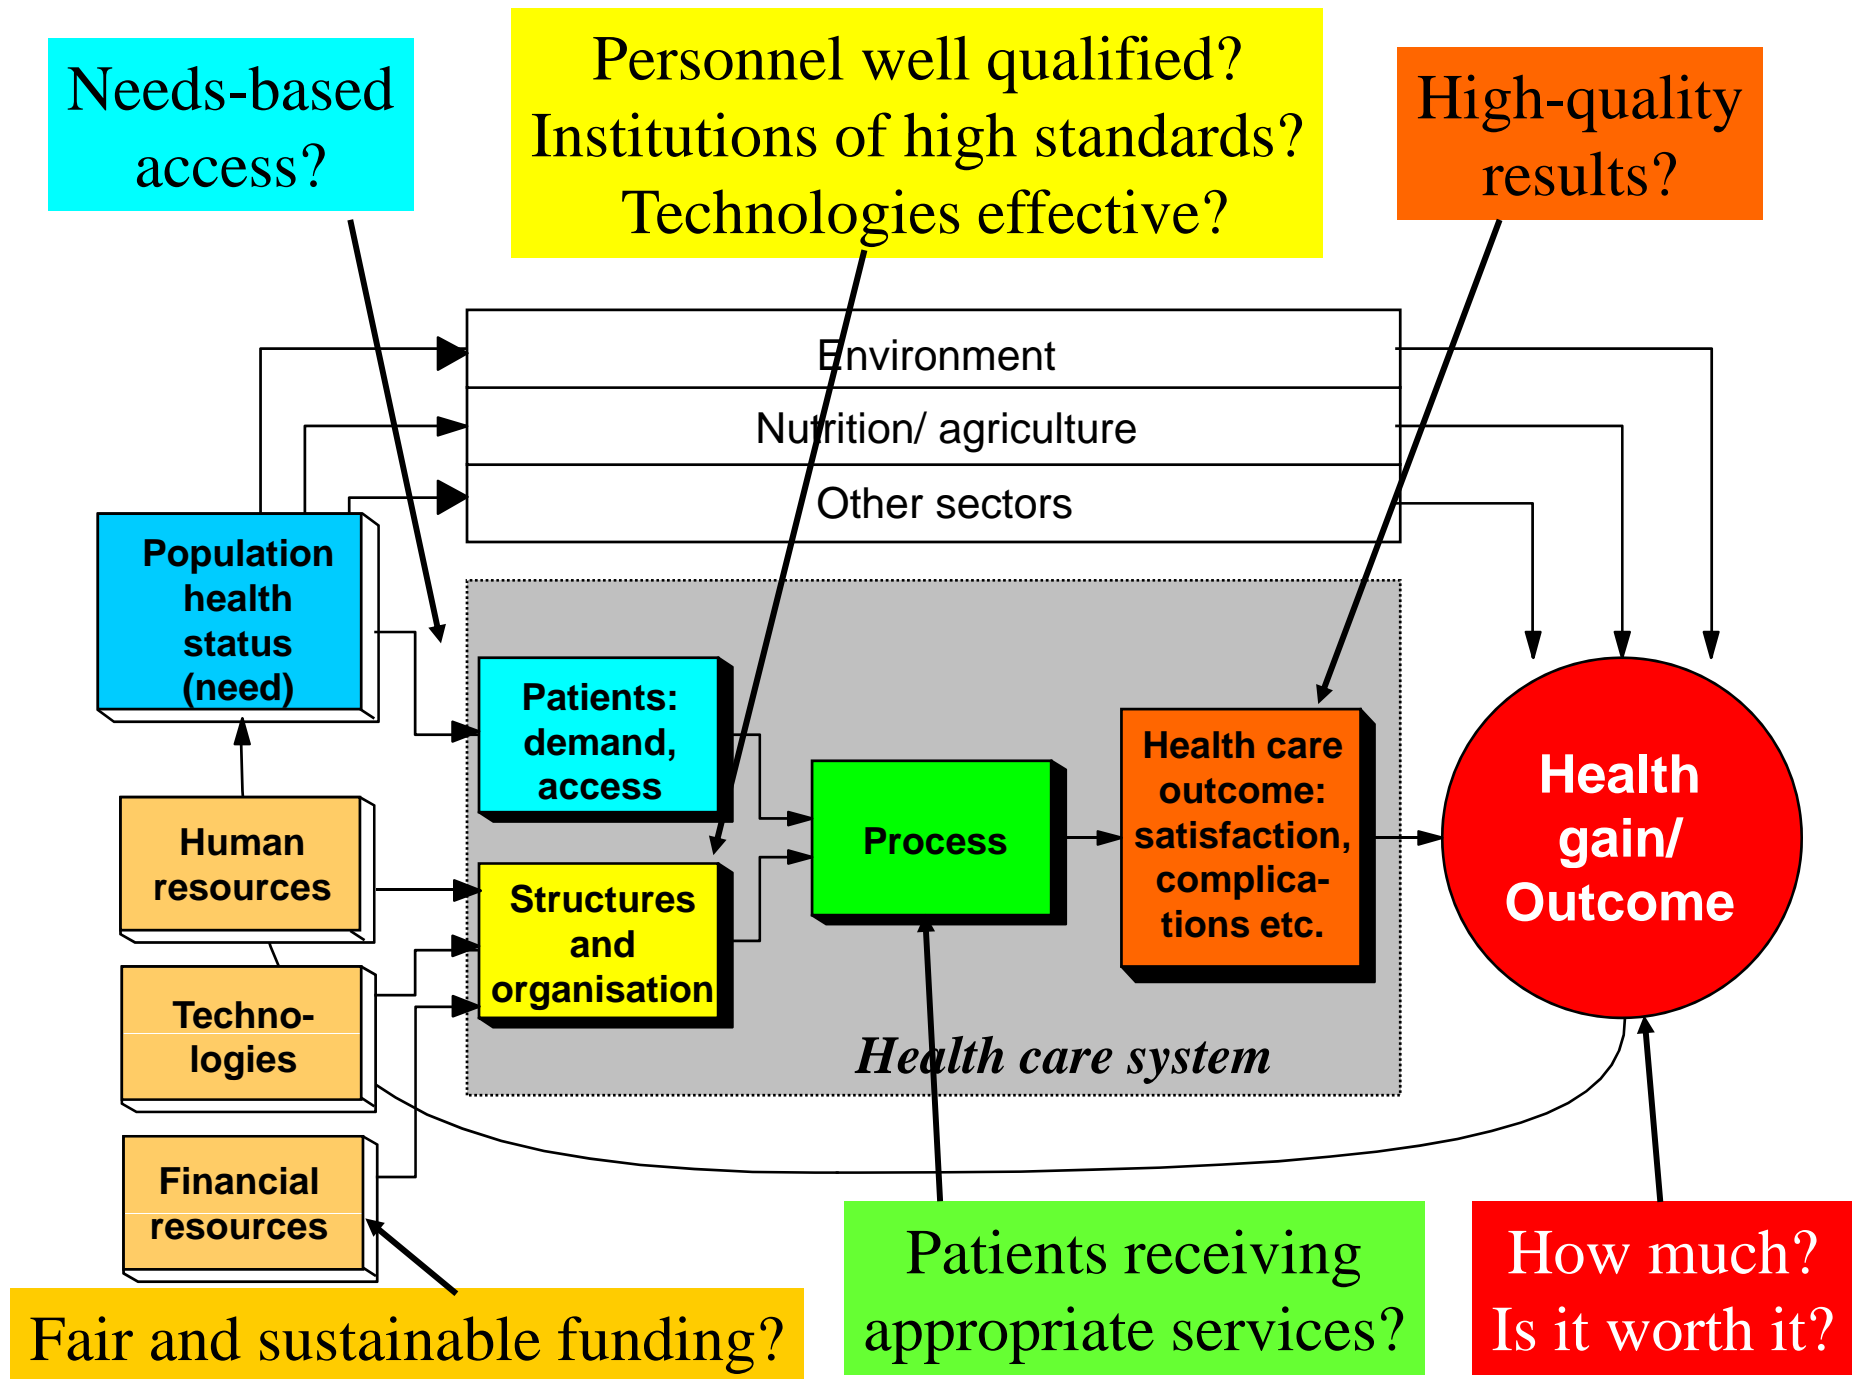 Needs-based
access?
Personnel well qualified?
Institutions of high standards?
Technologies effective?
High-quality
results?
Environment
Nutrition/ agriculture
Other sectors
Population
health
status
(need)
Patients:
demand,
access
Human
resources
Structures
and
organisation
Process
Health care
outcome:
satisfaction,
complica-
tions etc.
Health
gain/
Outcome
Techno-
logies
Health care system
Financial
resources
Fair and sustainable funding?
Patients receiving
appropriate services?
How much?
Is it worth it?